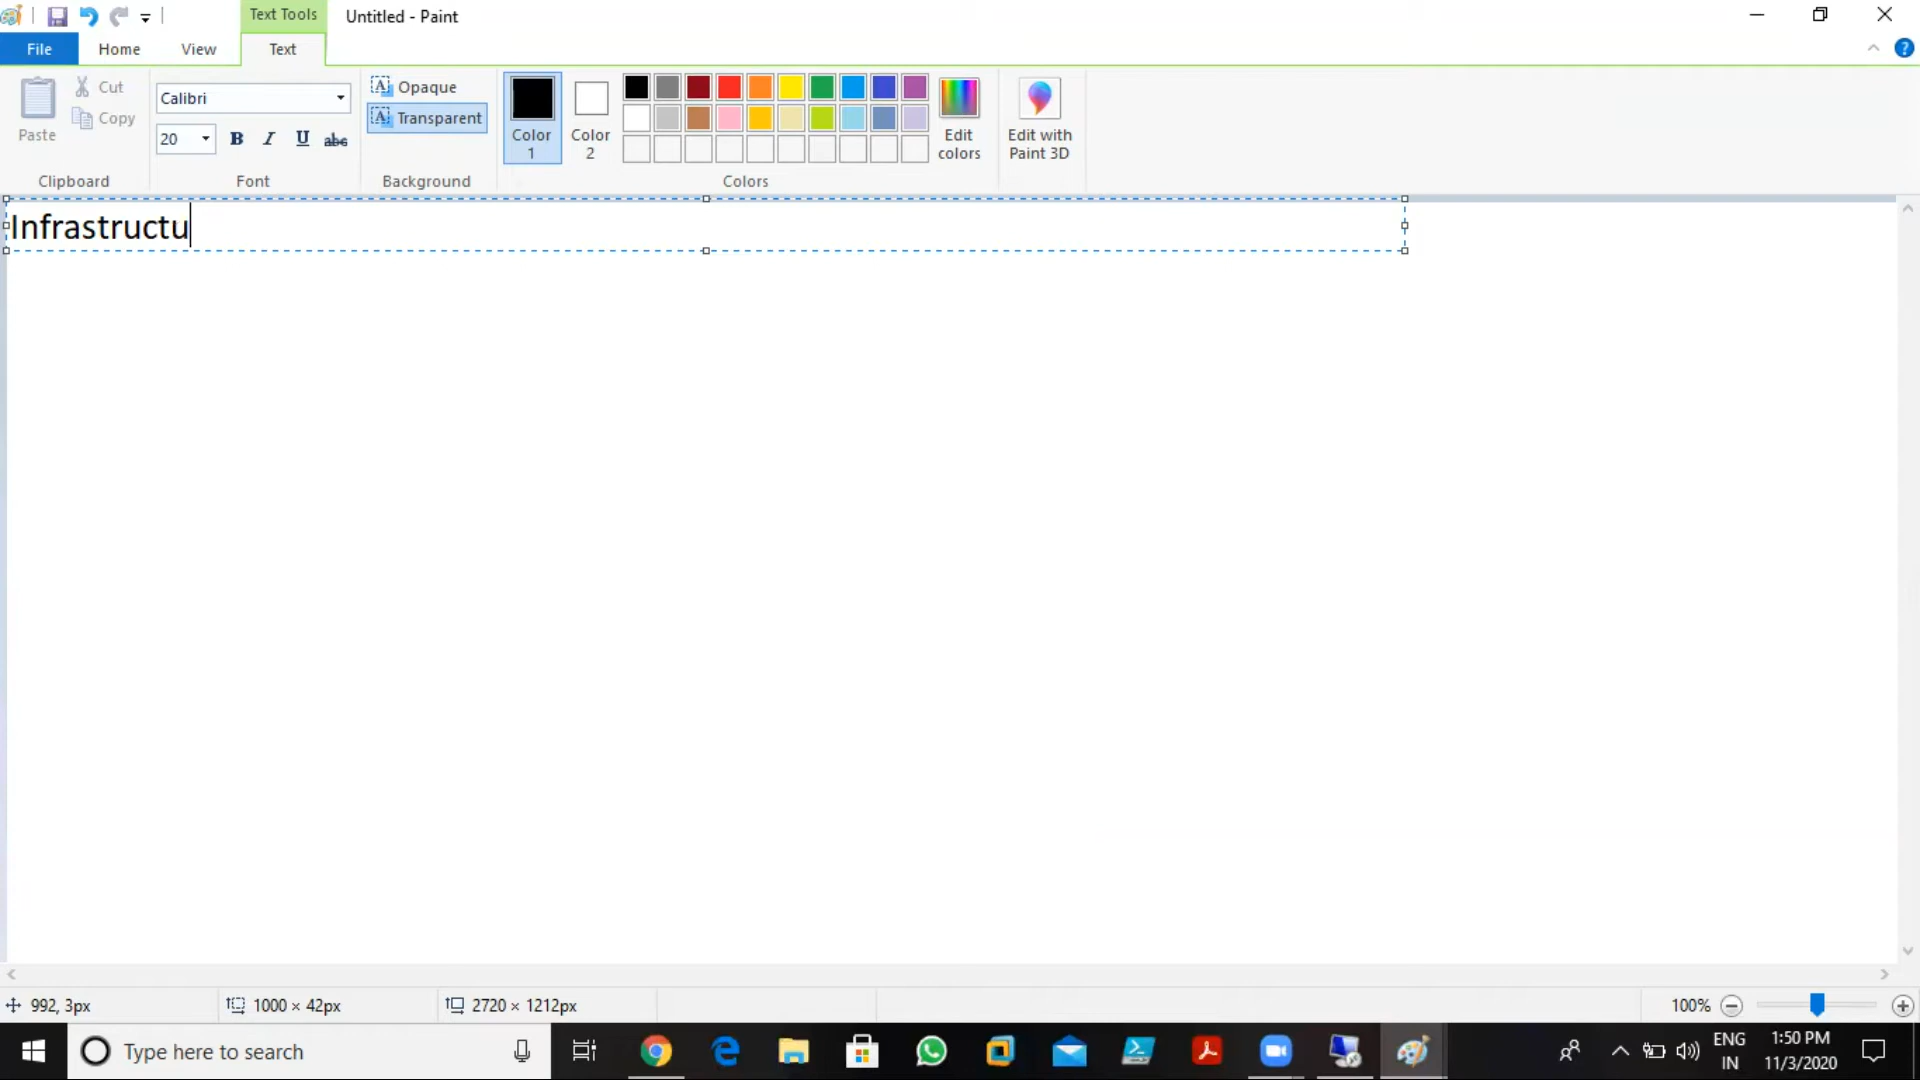 Text Tools
Untitled - Paint
File
Home
View
Text
Paste
Cut
Copy
Clipboard
Calibri
20
B I U abc
Font
Opaque
Transparent
Background
Color 1
Color 2
Edit colors
Colors
Edit with Paint 3D
Infrastructu
992, 3px
1000 × 42px
2720 × 1212px
100%
Type here to search
ENG
IN
1:50 PM
11/3/2020